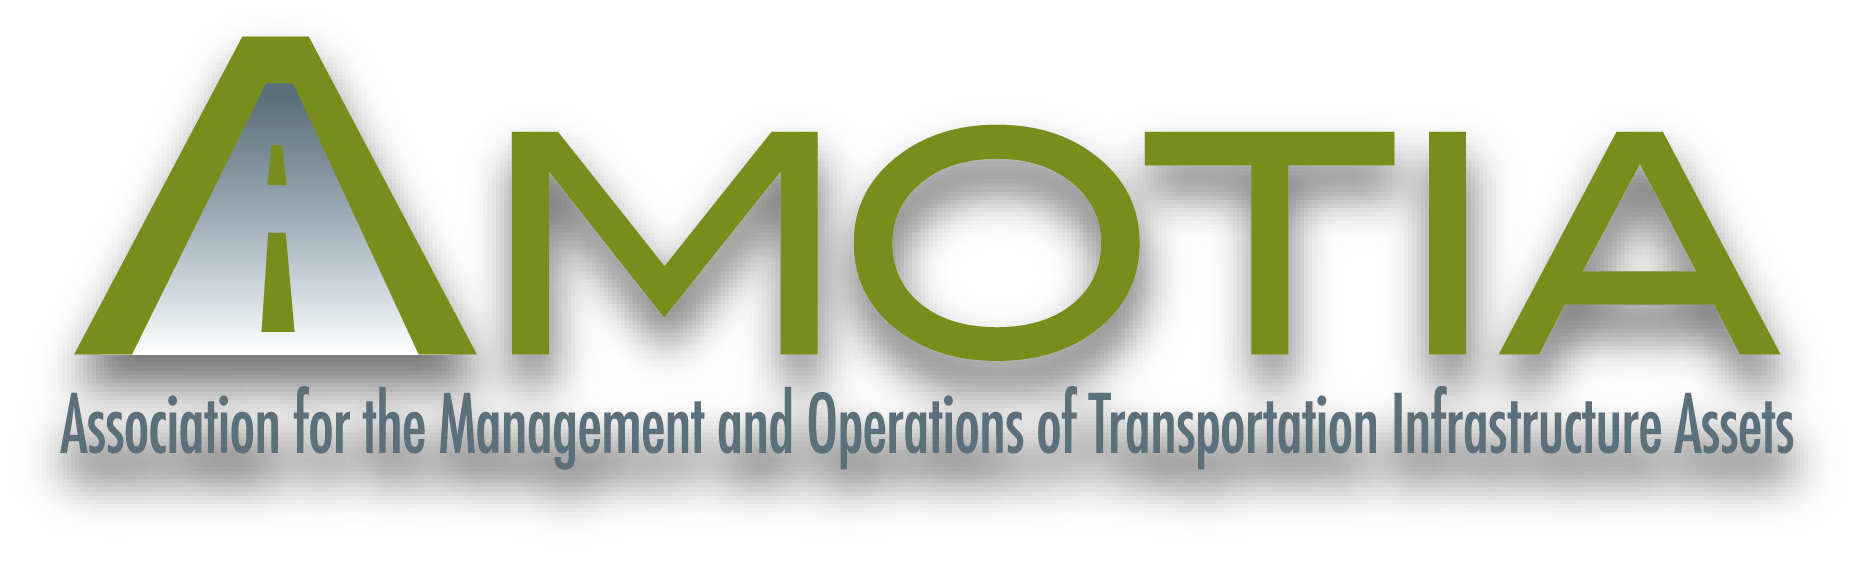 AMOTIA
Association for the Management and Operations of Transportation Infrastructure Assets